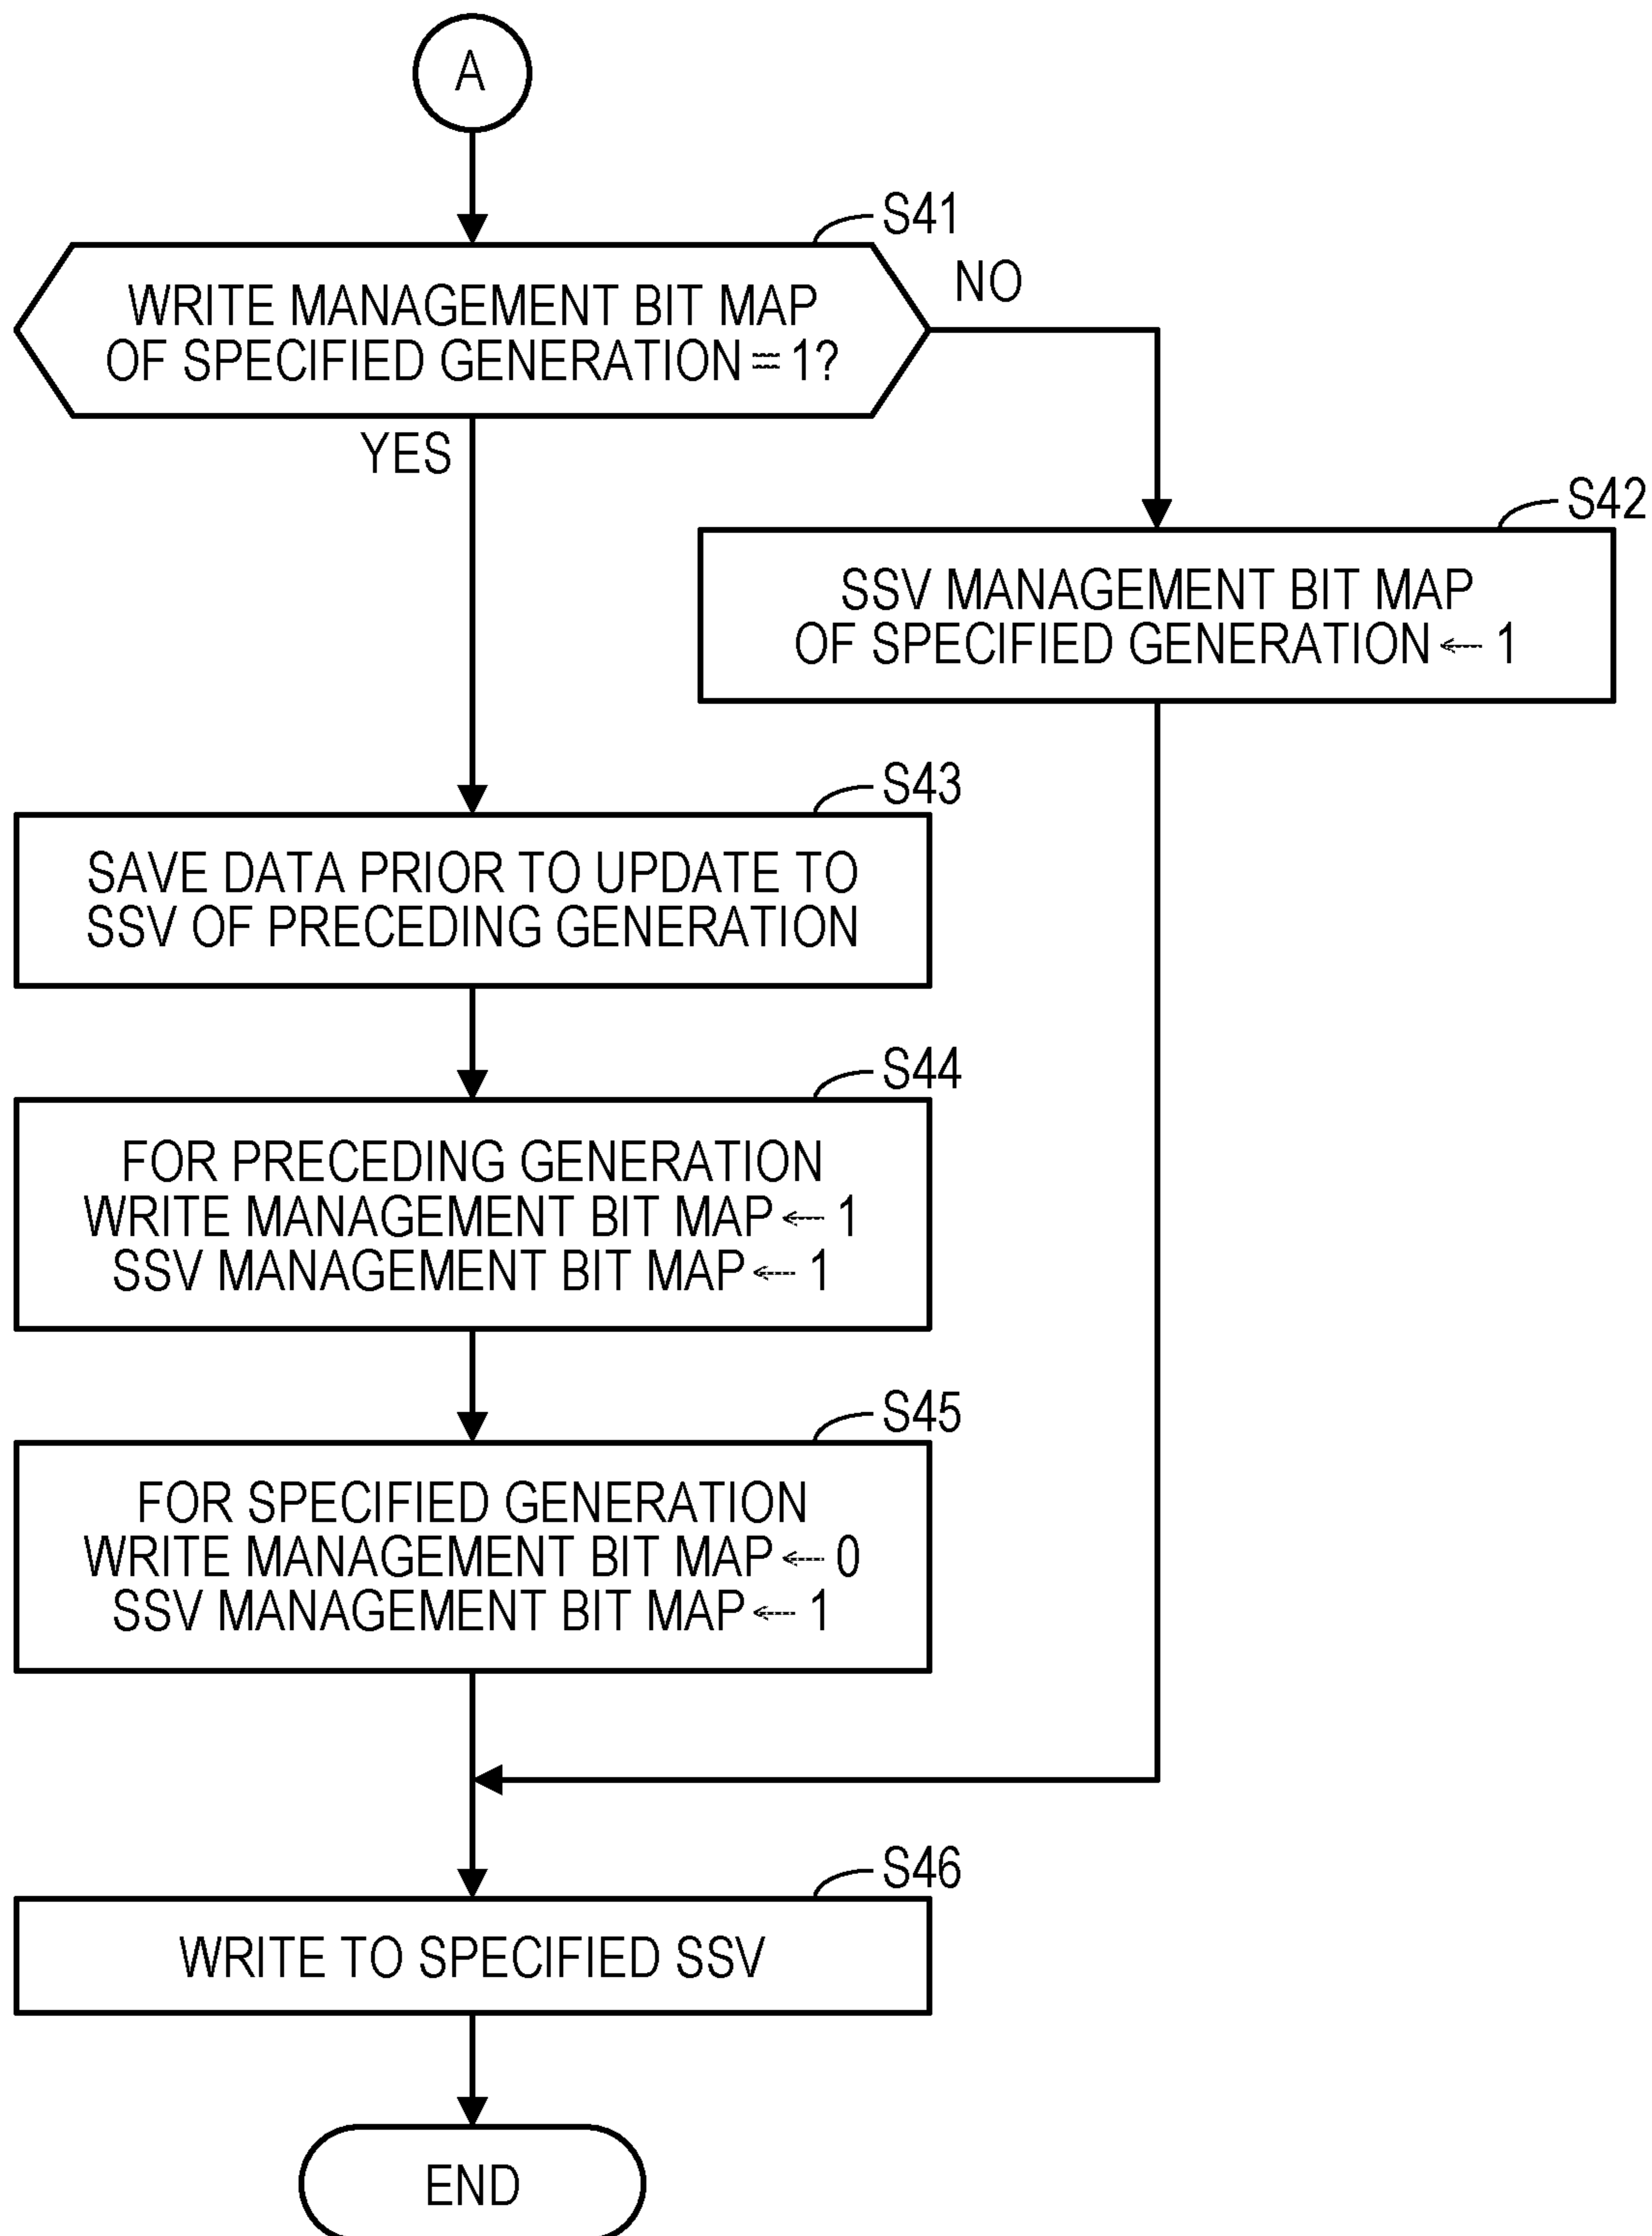 A
S41
WRITE MANAGEMENT BIT MAP
OF SPECIFIED GENERATION = 1?
NO
YES
S42
SSV MANAGEMENT BIT MAP
OF SPECIFIED GENERATION ← 1
S43
SAVE DATA PRIOR TO UPDATE TO
SSV OF PRECEDING GENERATION
S44
FOR PRECEDING GENERATION
WRITE MANAGEMENT BIT MAP ← 1
SSV MANAGEMENT BIT MAP ← 1
S45
FOR SPECIFIED GENERATION
WRITE MANAGEMENT BIT MAP ← 0
SSV MANAGEMENT BIT MAP ← 1
S46
WRITE TO SPECIFIED SSV
END